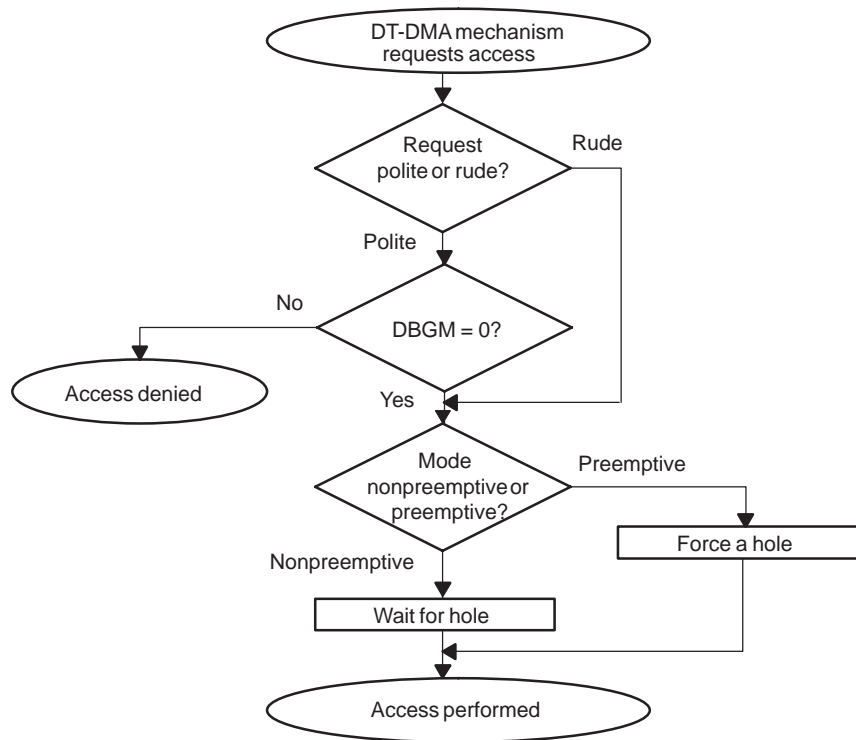 DT-DMA mechanism
requests access
Request
polite or rude?
Rude
Polite
No
DBGM = 0?
Access denied
Yes
Mode
nonpreemptive or
preemptive?
Preemptive
Force a hole
Nonpreemptive
Wait for hole
Access performed